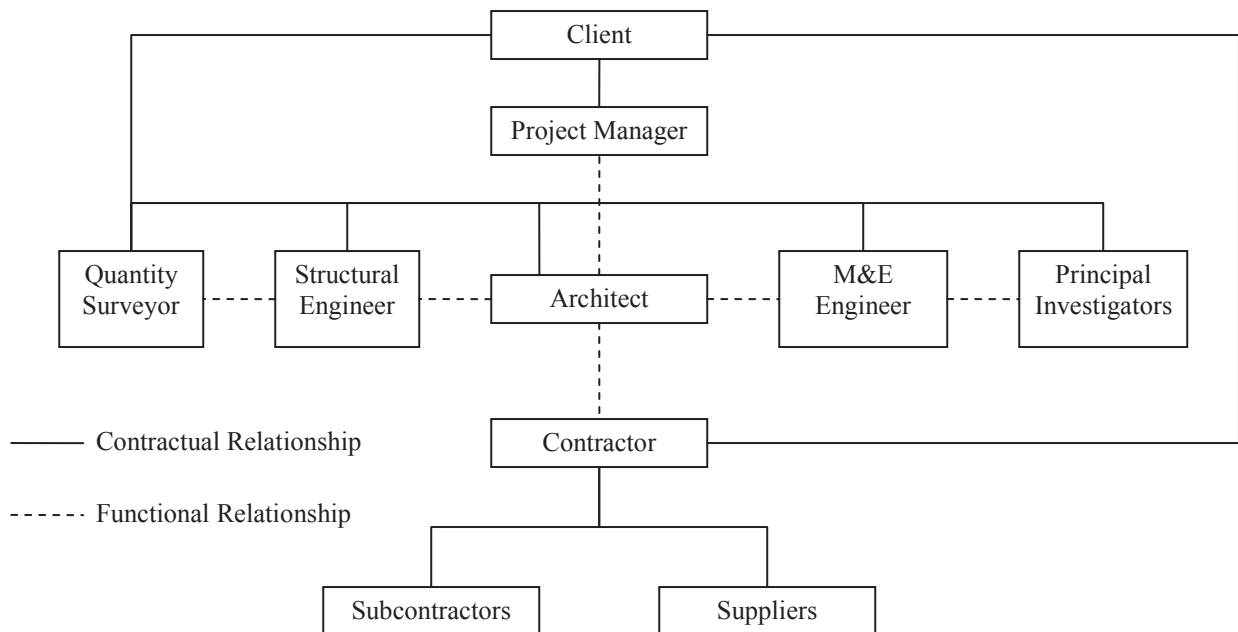 Client
Project Manager
Quantity
Surveyor
Structural
Engineer
Architect
M&E
Engineer
Principal
Investigators
Contractual Relationship
Contractor
Functional Relationship
Subcontractors
Suppliers